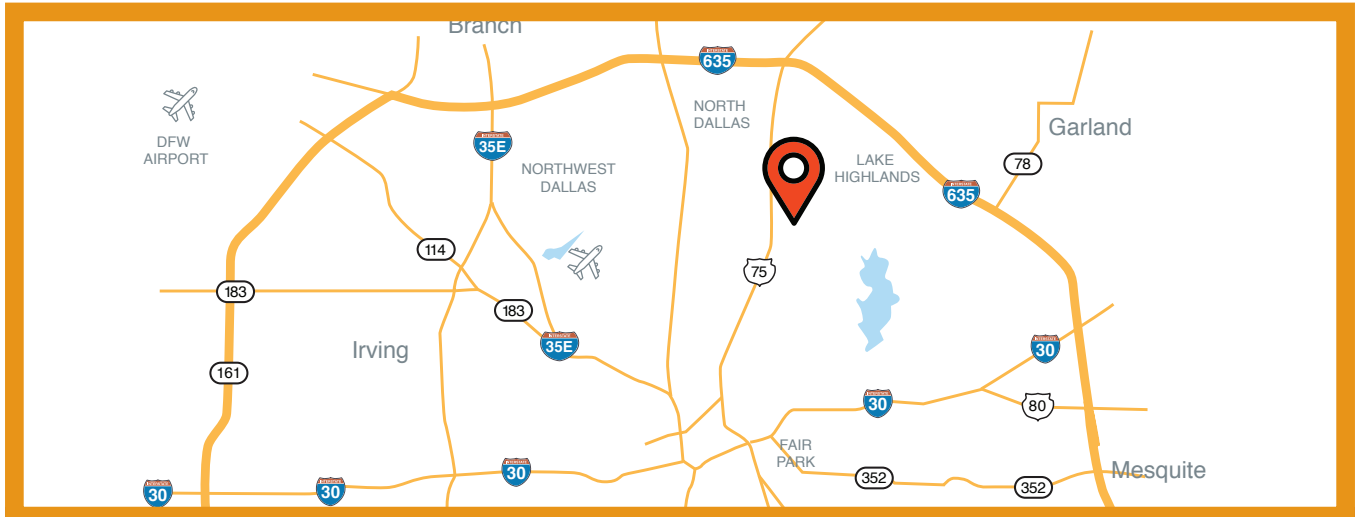 Branch
635
NORTH
DALLAS
DFW
AIRPORT
Garland
35E
NORTHWEST
DALLAS
LAKE
HIGHLANDS
78
635
114
75
183
183
35E
Irving
30
161
30
80
FAIR
PARK
Mesquite
30
352
352
30
30